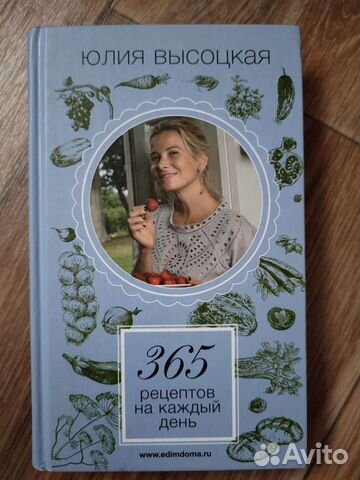 ЮЛИЯ ВЫСОЦКАЯ
365
рецептов
на каждый
день
www.edimdoma.ru
Avito